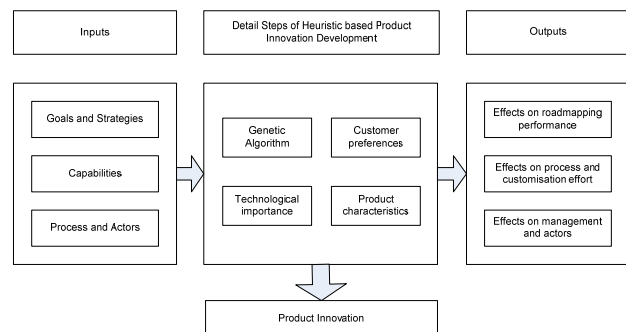 Inputs
Detail Steps of Heuristic based Product
Innovation Development
Outputs
Goals and Strategies
Capabilities
Process and Actors
Genetic
Algorithm
Customer
preferences
Technological
importance
Product
characteristics
Effects on roadmapping
performance
Effects on process and
customisation effort
Effects on management
and actors
Product Innovation